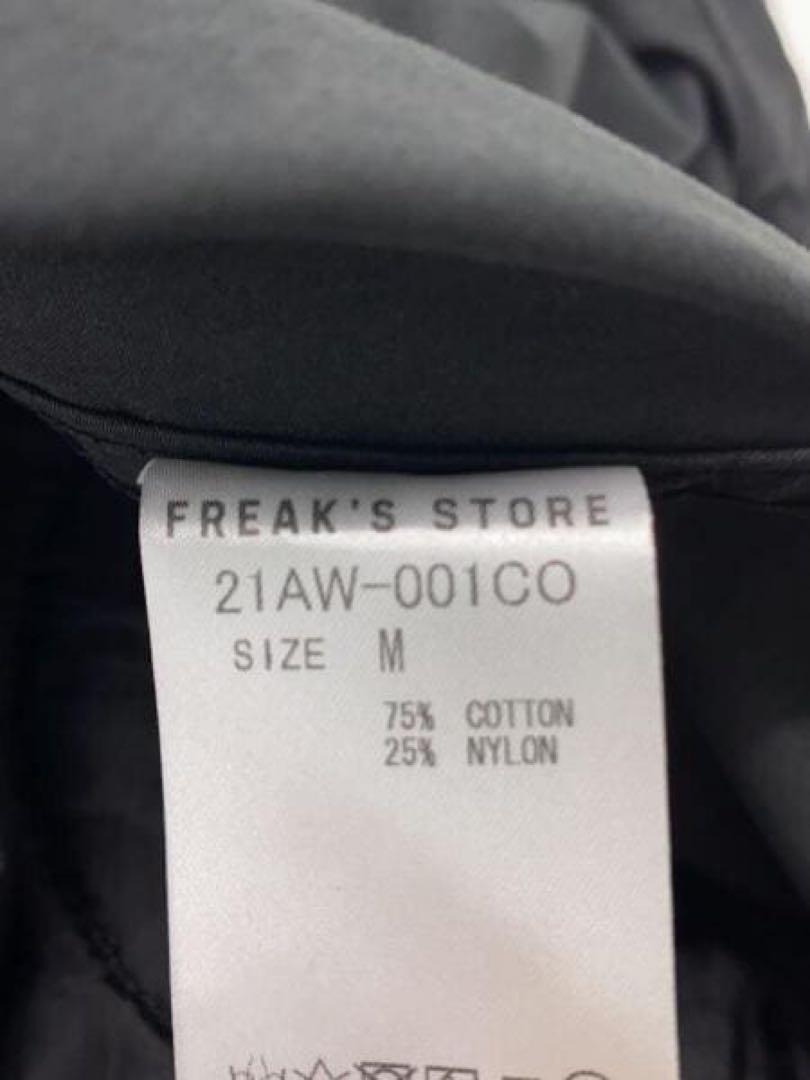 FREAK'S STORE
21AW-001CO
SIZE M
75% COTTON
25% NYLON